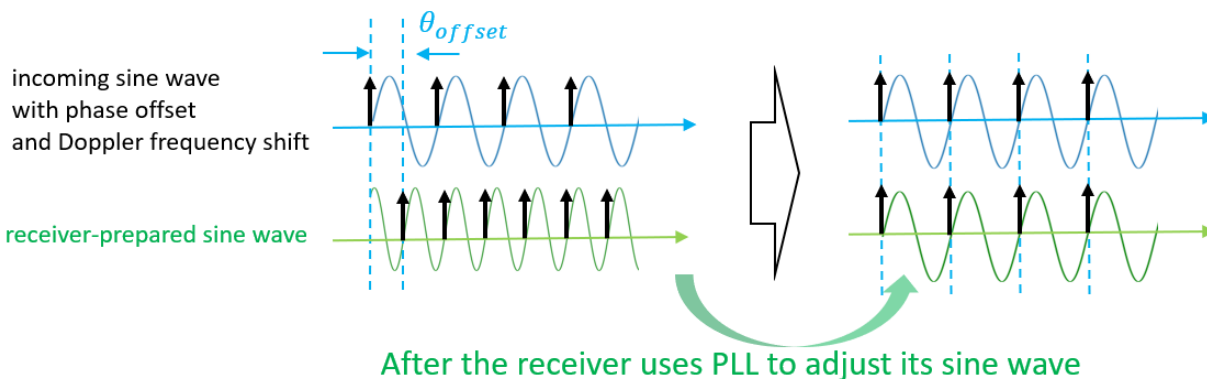 θoffset
incoming sine wave
with phase offset
and Doppler frequency shift
receiver-prepared sine wave
After the receiver uses PLL to adjust its sine wave